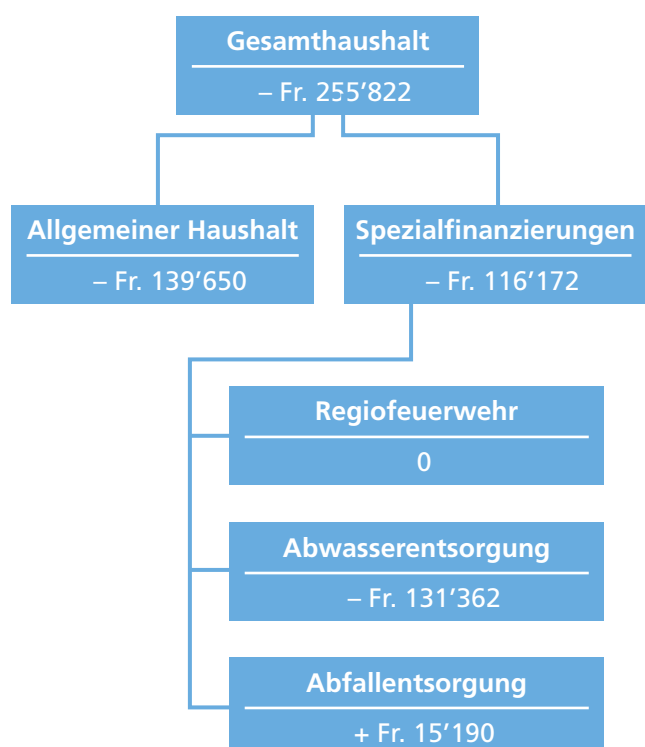 Gesamthaushalt
– Fr. 255’822
Allgemeiner Haushalt
– Fr. 139’650
Spezialfinanzierungen
– Fr. 116’172
Regiofeuerwehr
0
Abwasserentsorgung
– Fr. 131’362
Abfallentsorgung
+ Fr. 15’190